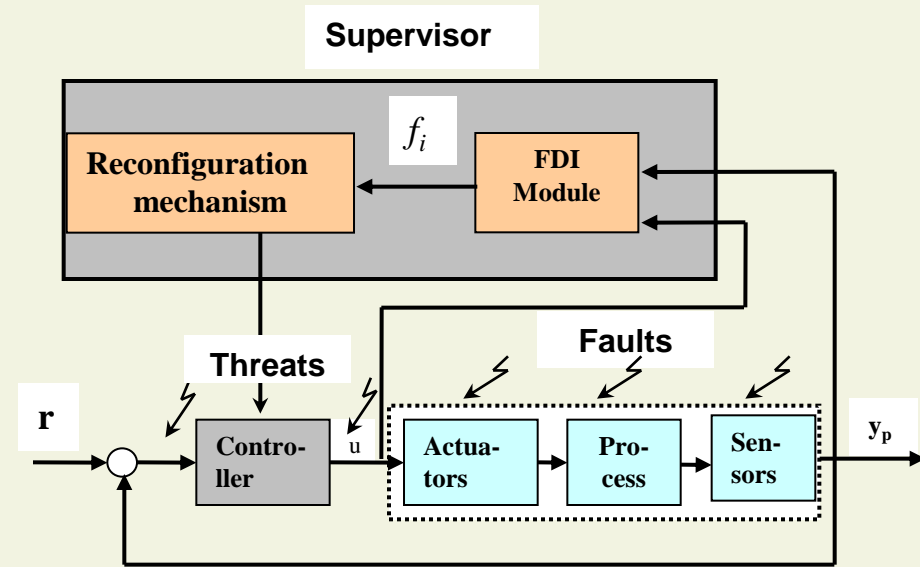 Supervisor
f_i
Reconfiguration
mechanism
FDI
Module
Threats
Faults
r
Contro-
ller
u
Actua-
tors
Pro-
cess
Sen-
sors
y_p